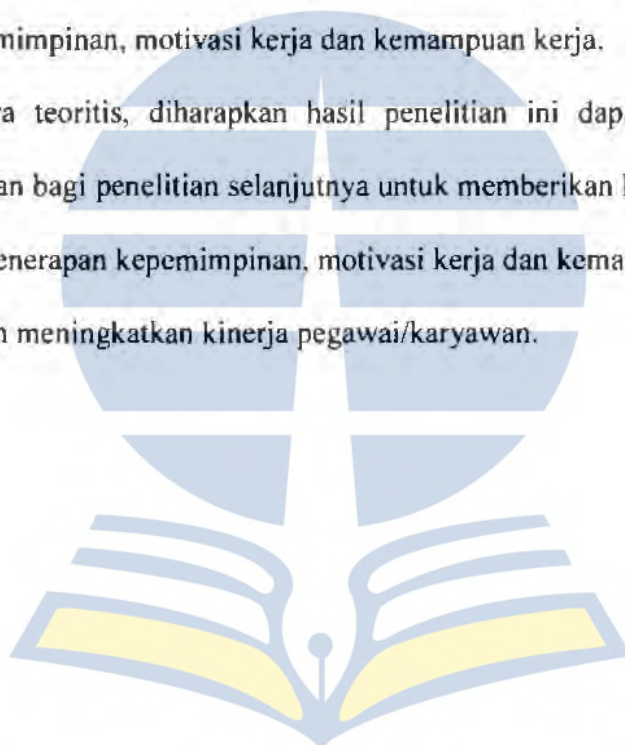 mimpinan, motivasi kerja dan kemampuan kerja.
a teoritis, diharapkan hasil penelitian ini dap
an bagi penelitian selanjutnya untuk memberikan
enerapan kepemimpinan, motivasi kerja dan kema
n meningkatkan kinerja pegawai/karyawan.